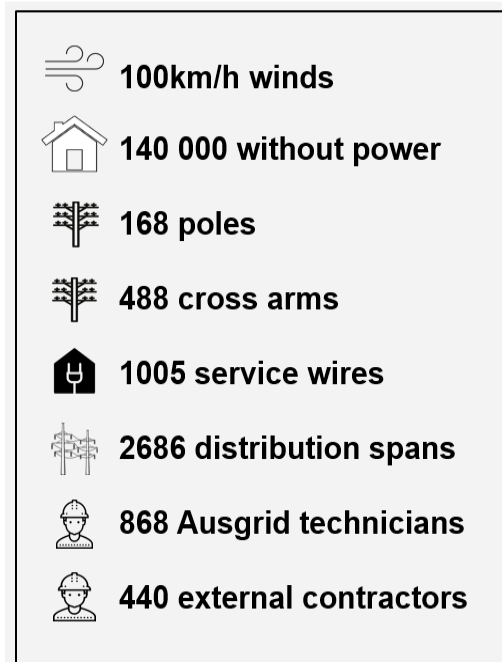 100km/h winds
140 000 without power
168 poles
488 cross arms
1005 service wires
2686 distribution spans
868 Ausgrid technicians
440 external contractors